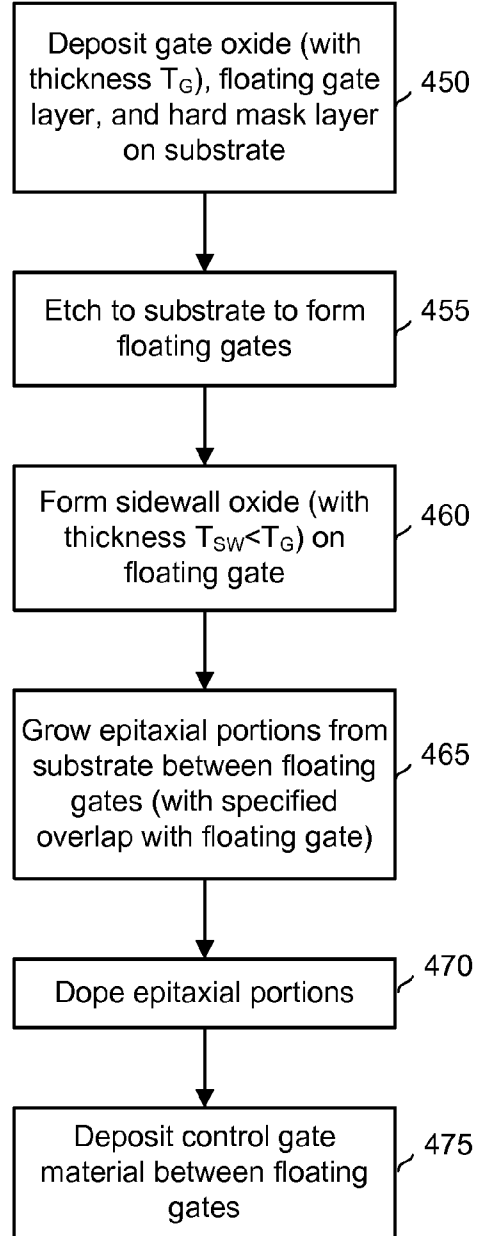 Deposit gate oxide (with
thickness T_G), floating gate
layer, and hard mask layer
on substrate
450
Etch to substrate to form
floating gates
455
Form sidewall oxide (with
thickness T_SW<T_G) on
floating gate
460
Grow epitaxial portions from
substrate between floating
gates (with specified
overlap with floating gate)
465
Dope epitaxial portions
470
Deposit control gate
material between floating
gates
475